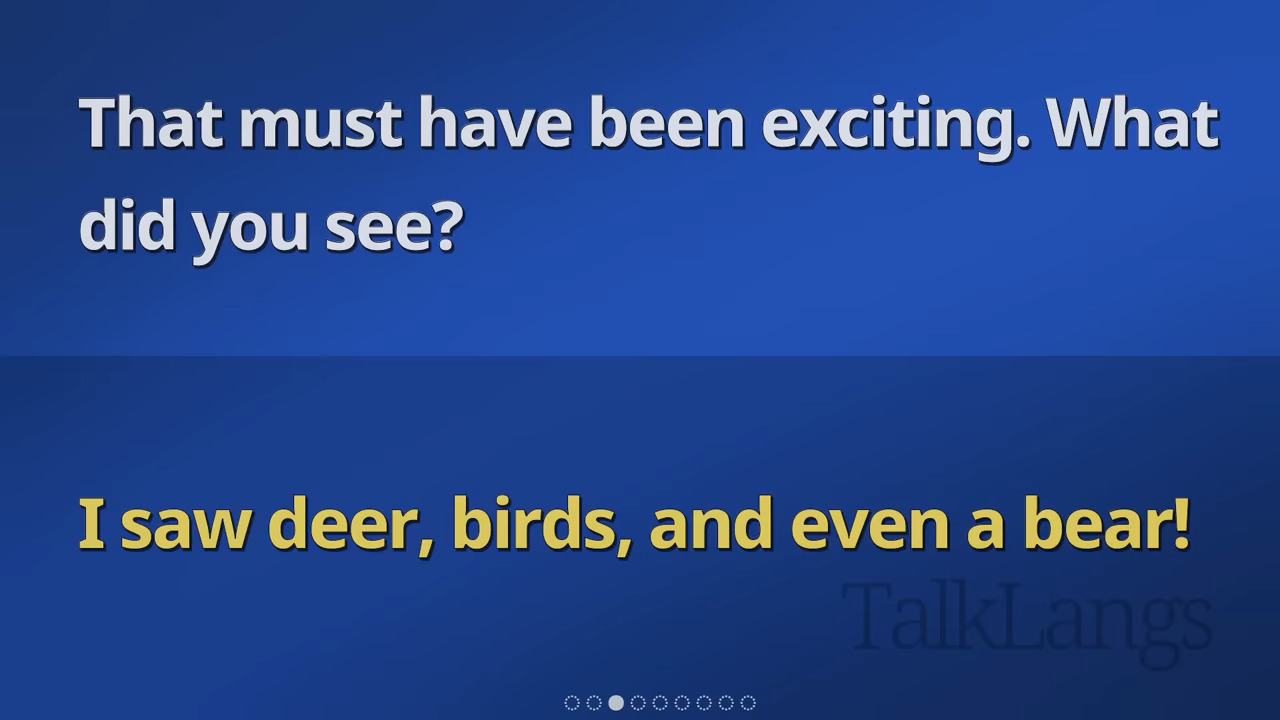 That must have been exciting. What
did you see?
I saw deer, birds, and even a bear!
TalkLangs